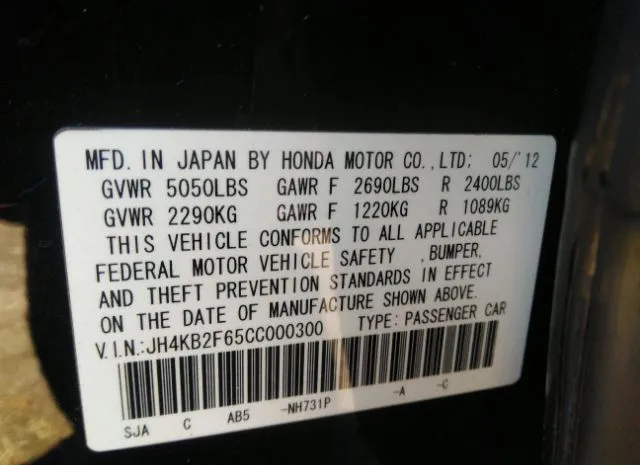 MFD. IN JAPAN BY HONDA MOTOR CO.,LTD; 05/'12
GVWR 5050LBS GAWR F 2690LBS R 2400LBS
GVWR 2290KG GAWR F 1220KG R 1089KG
THIS VEHICLE CONFORMS TO ALL APPLICABLE
FEDERAL MOTOR VEHICLE SAFETY ,BUMPER,
AND THEFT PREVENTION STANDARDS IN EFFECT
ON THE DATE OF MANUFACTURE SHOWN ABOVE.
V.I.N.:JH4KB2F65CC000300 TYPE: PASSENGER CAR
SJA C AB5 -NH731P -A -C